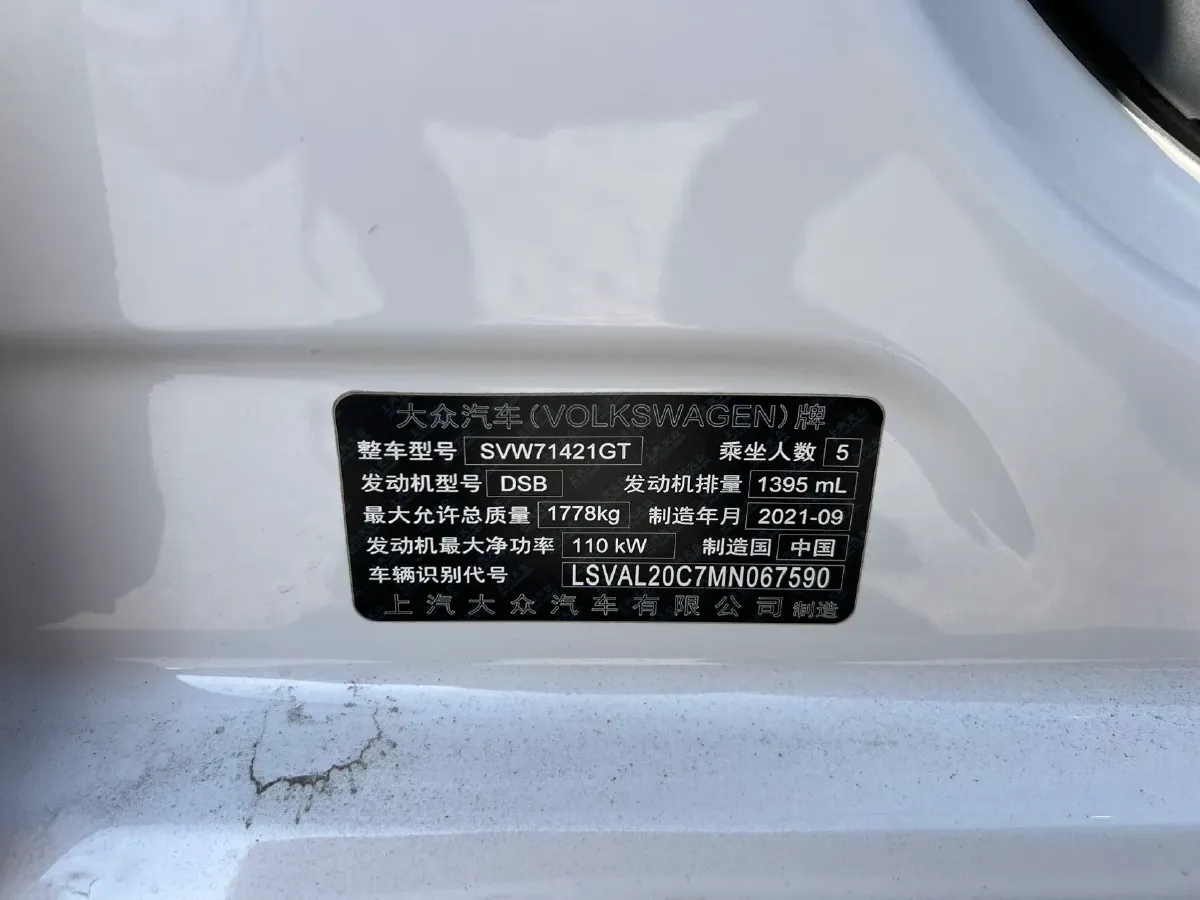 大众汽车(VOLKSWAGEN)牌
整车型号 SVW71421GT 乘坐人数 5
发动机型号 DSB 发动机排量 1395 mL
最大允许总质量 1778kg 制造年月 2021-09
发动机最大净功率 110 kW 制造国 中国
车辆识别代号 LSVAL20C7MN067590
上汽大众汽车有限公司 制造